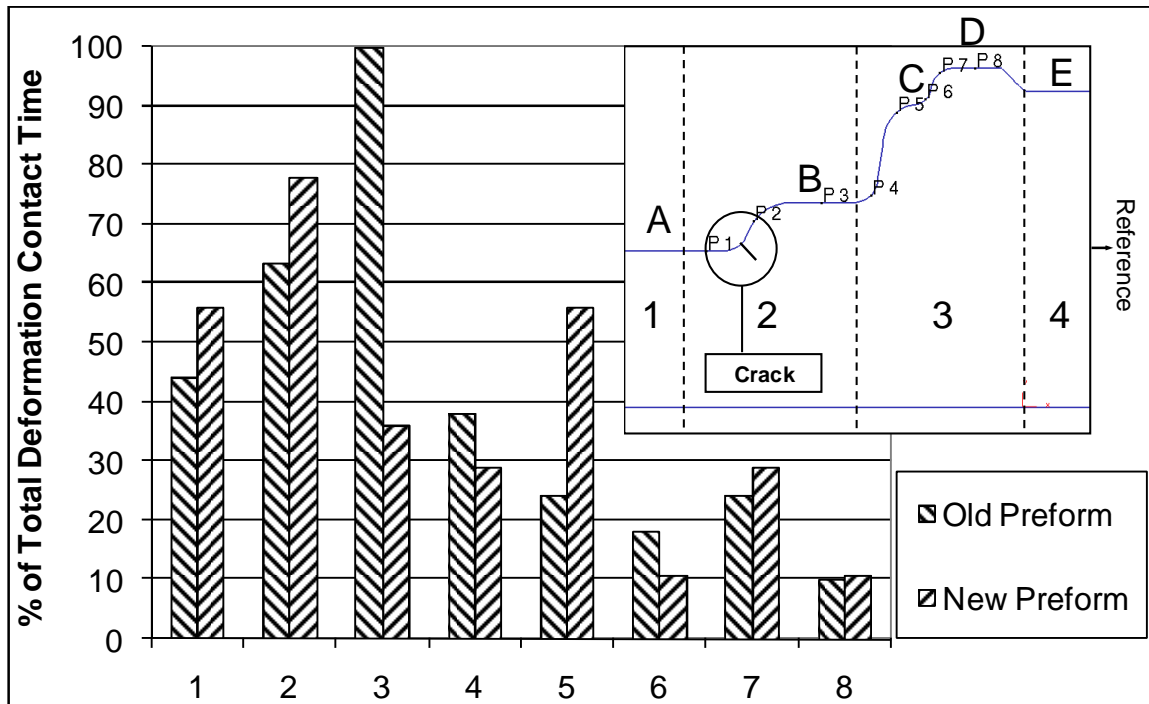 % of Total Deformation Contact Time
100
90
80
70
60
50
40
30
20
10
0
1 2 3 4 5 6 7 8
A
B
C
D
E
P 1
P 2
P 3
P 4
P 5
P 6
P 7
P 8
1 2 3 4
Crack
Reference
x
Old Preform
New Preform